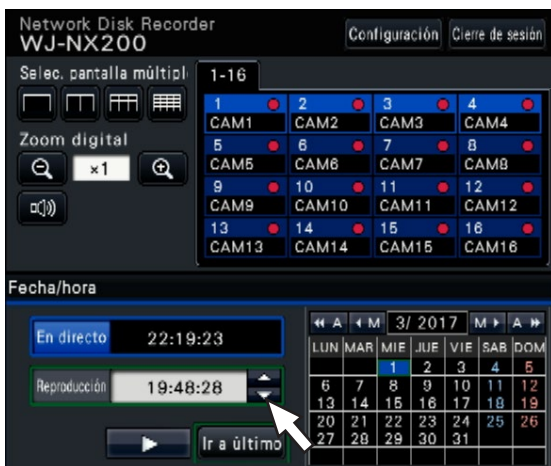 Network Disk Recorder
WJ-NX200
Configuración
Cierre de sesión
Selec. pantalla múltipl
1-16
1 2 3 4
CAM1 CAM2 CAM3 CAM4
5 6 7 8
CAM5 CAM6 CAM7 CAM8
Zoom digital
×1
9 10 11 12
CAM9 CAM10 CAM11 CAM12
13 14 15 16
CAM13 CAM14 CAM15 CAM16
Fecha/hora
En directo 22:19:23
Reproducción 19:48:28
Ir a último
A M 3/ 2017 M A
LUN MAR MIE JUE VIE SAB DOM
1 2 3 4 5
6 7 8 9 10 11 12
13 14 15 16 17 18 19
20 21 22 23 24 25 26
27 28 29 30 31